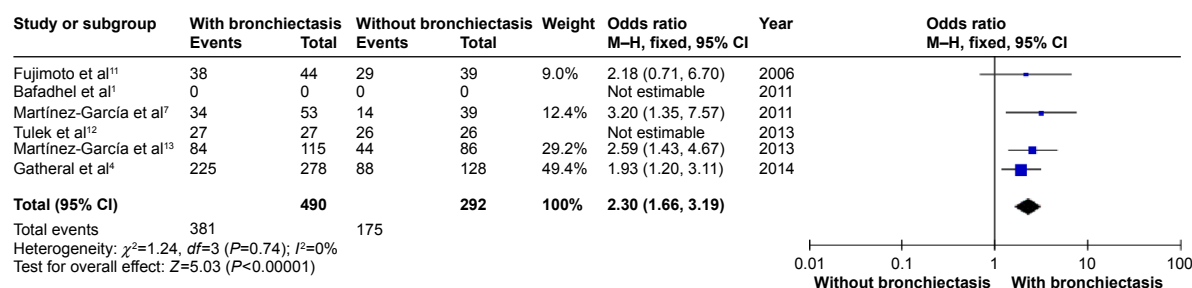 Study or subgroup With bronchiectasis Without bronchiectasis Weight Odds ratio Year Odds ratio
Events Total Events Total M–H, fixed, 95% CI M–H, fixed, 95% CI
Fujimoto et al¹¹ 38 44 29 39 9.0% 2.18 (0.71, 6.70) 2006
Bafadhel et al¹ 0 0 0 0 Not estimable 2011
Martínez-García et al⁷ 34 53 14 39 12.4% 3.20 (1.35, 7.57) 2011
Tulek et al¹² 27 27 26 26 Not estimable 2013
Martínez-García et al¹³ 84 115 44 86 29.2% 2.59 (1.43, 4.67) 2013
Gatheral et al⁴ 225 278 88 128 49.4% 1.93 (1.20, 3.11) 2014
Total (95% CI) 490 292 100% 2.30 (1.66, 3.19)
Total events 381 175
Heterogeneity: χ²=1.24, df=3 (P=0.74); I²=0%
Test for overall effect: Z=5.03 (P<0.00001)
0.01 0.1 1 10 100
Without bronchiectasis With bronchiectasis